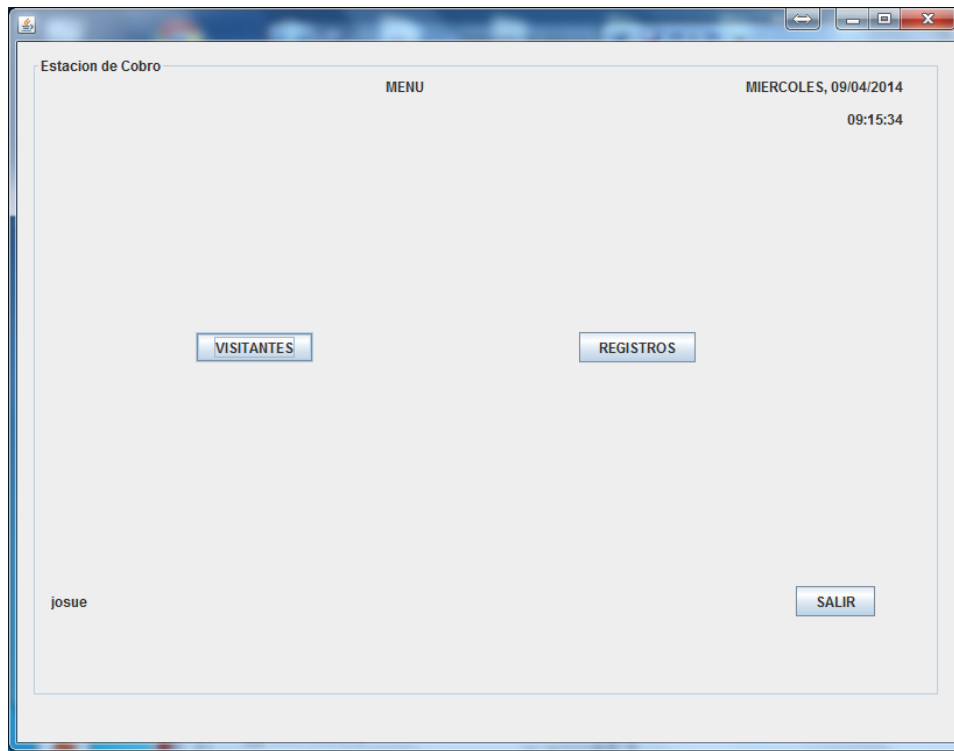 Estacion de Cobro
MENU
MIERCOLES, 09/04/2014
09:15:34
VISITANTES
REGISTROS
josue
SALIR